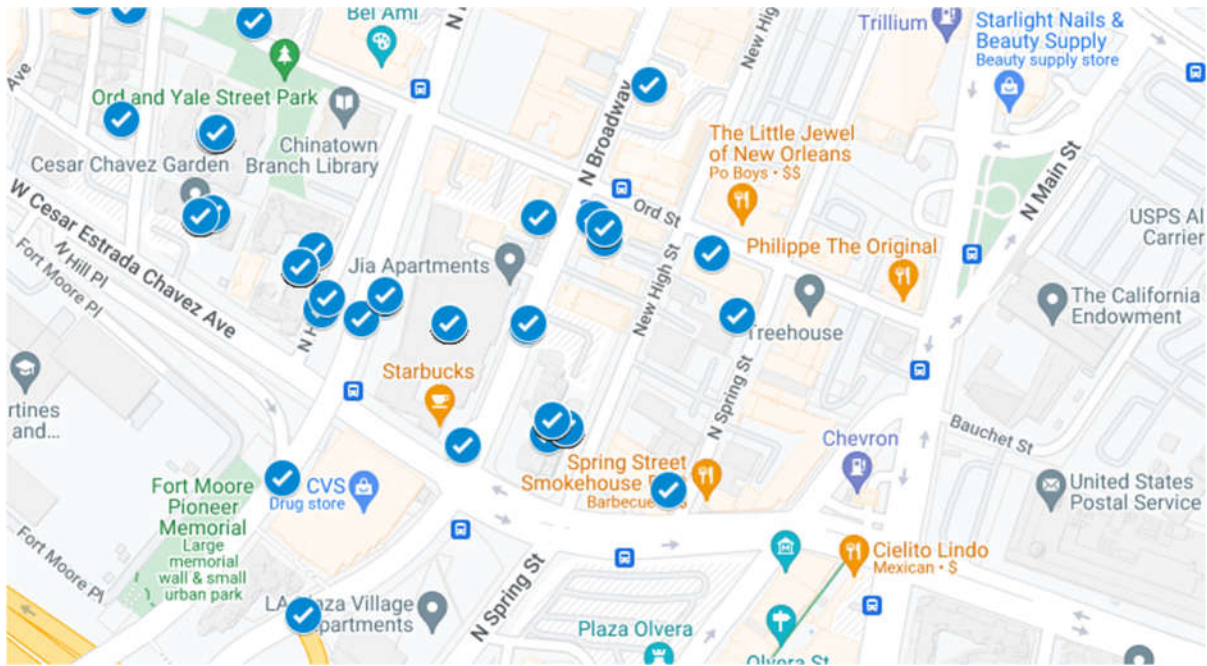 Bel Ami
N
New Hig
Trillium
Starlight Nails &
Beauty Supply
Beauty supply store
Ave
Ord and Yale Street Park
Chinatown
Branch Library
Cesar Chavez Garden
N Broadway
The Little Jewel
of New Orleans
Po Boys • $$
N Main St
W Cesar Estrada Chavez Ave
N Hill Pl
Fort Moore Pl
Ord St
USPS Al
Carrier
Jia Apartments
Philippe The Original
New High St
Treehouse
The California
Endowment
N H
Starbucks
rtines
and...
N Spring St
Bauchet St
Chevron
Spring Street
Smokehouse
Barbecue
CVS
Drug store
United States
Postal Service
Fort Moore
Pioneer
Memorial
Large
memorial
wall & small
urban park
Fort Moore Pl
Cielito Lindo
Mexican • $
LA Plaza Village
Apartments
N Spring St
Plaza Olvera
Olvera St